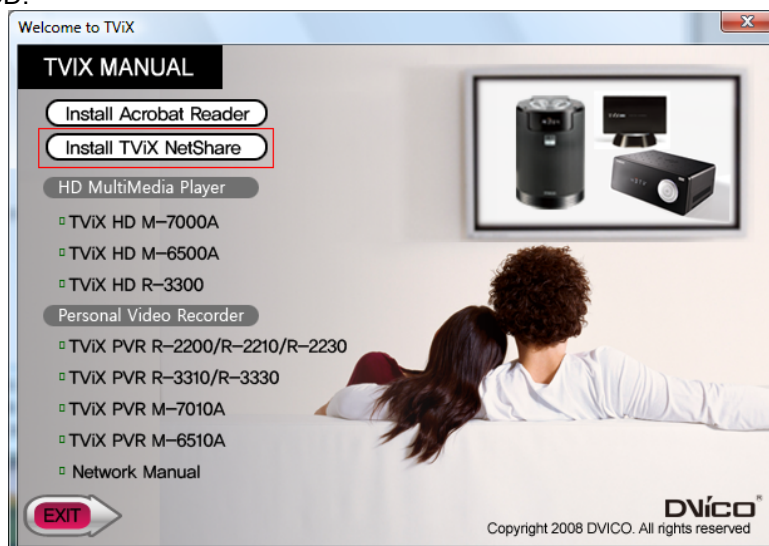 Welcome to TViX
TVIX MANUAL
Install Acrobat Reader
Install TViX NetShare
HD MultiMedia Player
TViX HD M-7000A
TViX HD M-6500A
TViX HD R-3300
Personal Video Recorder
TViX PVR R-2200/R-2210/R-2230
TViX PVR R-3310/R-3330
TViX PVR M-7010A
TViX PVR M-6510A
Network Manual
EXIT
DVICO®
Copyright 2008 DVICO. All rights reserved